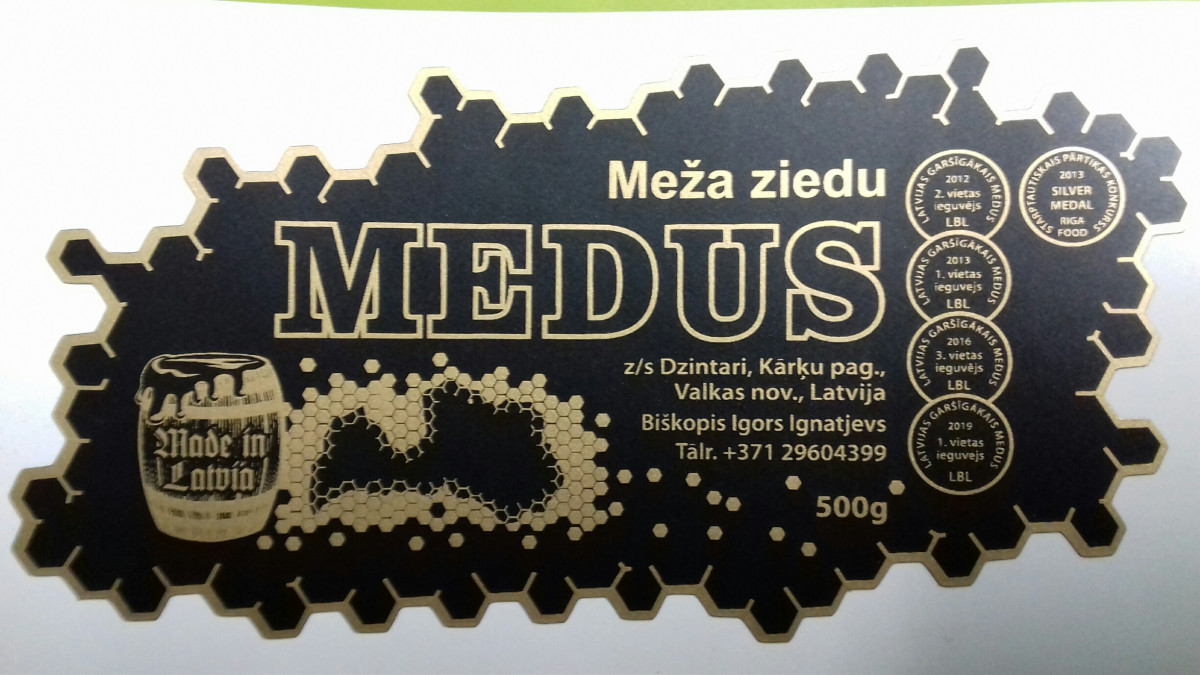 Meža ziedu
MEDUS
z/s Dzintari, Kārķu pag.,
Valkas nov., Latvija
Biškopis Igors Ignatjevs
Tālr. +371 29604399
500g
Made in
Latvija
LATVIJAS GARŠĪGĀKAIS MEDUS
2012
2. vietas
ieguvējs
LBL
LATVIJAS GARŠĪGĀKAIS MEDUS
2013
1. vietas
ieguvejs
LBL
LATVIJAS GARŠĪGĀKAIS MEDUS
2016
3. vietas
ieguvējs
LBL
LATVIJAS GARŠĪGĀKAIS MEDUS
2019
1. vietas
ieguvējs
LBL
STARPTAUTISKAIS PĀRTIKAS KONKURSS
2013
SILVER
MEDAL
RIGA
FOOD